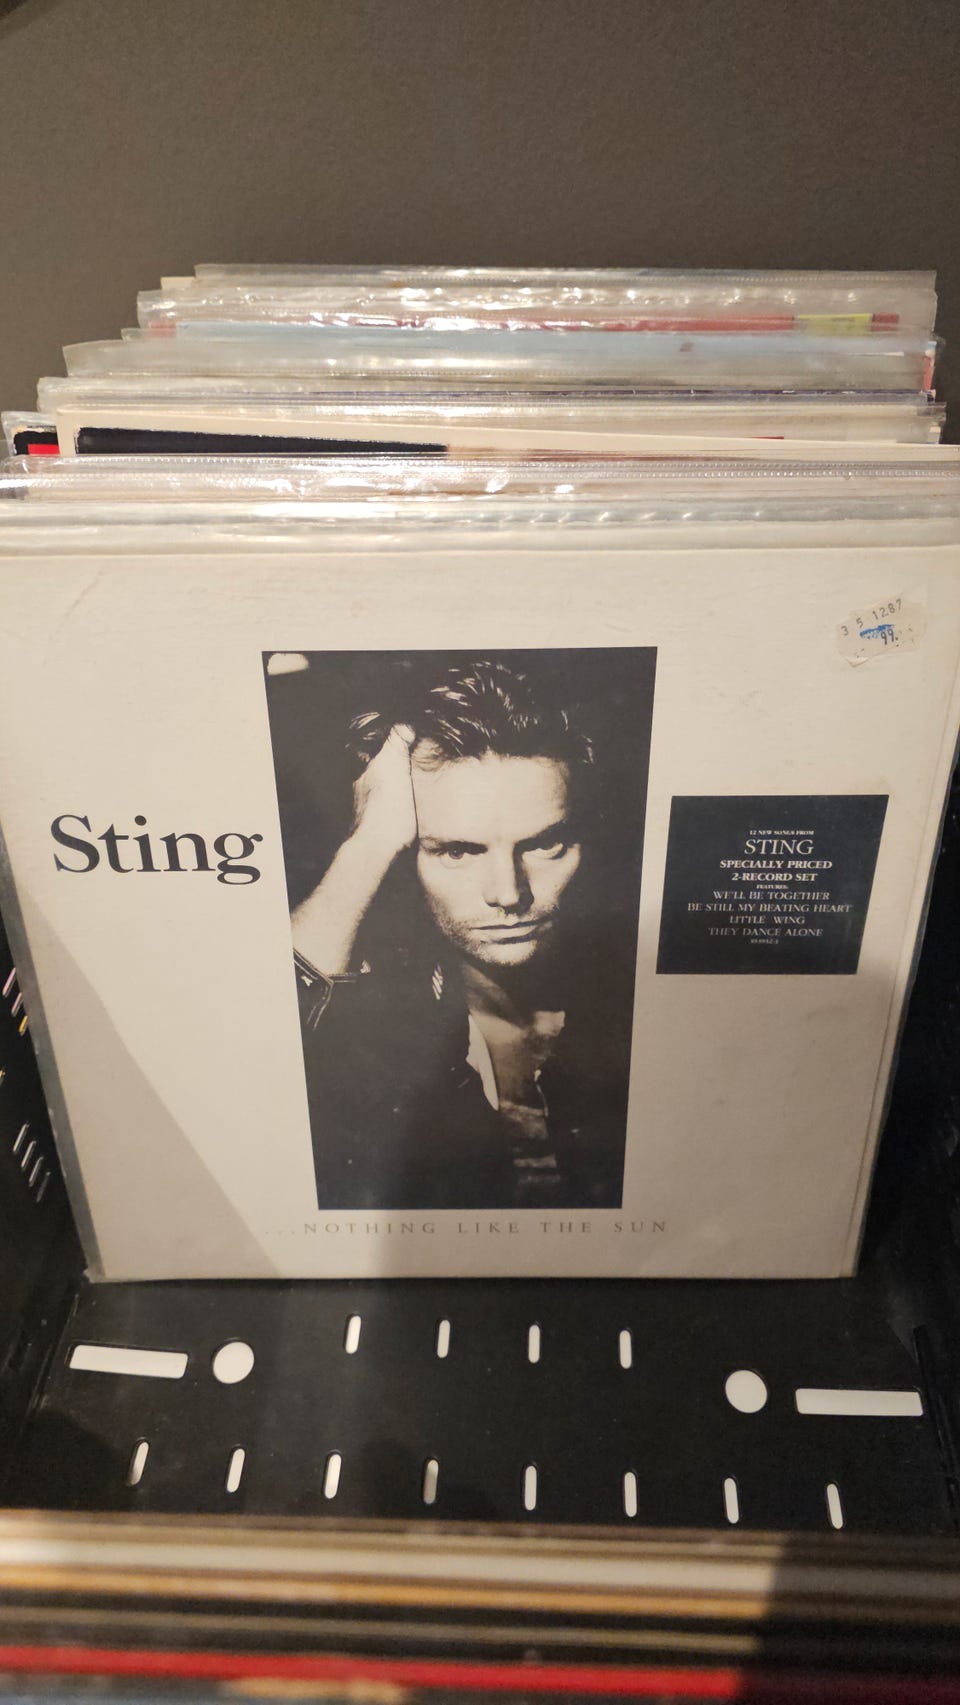 3 5 1287
99.
Sting
12 NEW SONGS FROM
STING
SPECIALLY PRICED
2-RECORD SET
FEATURES:
WE'LL BE TOGETHER
BE STILL MY BEATING HEART
LITTLE WING
THEY DANCE ALONE
...NOTHING LIKE THE SUN